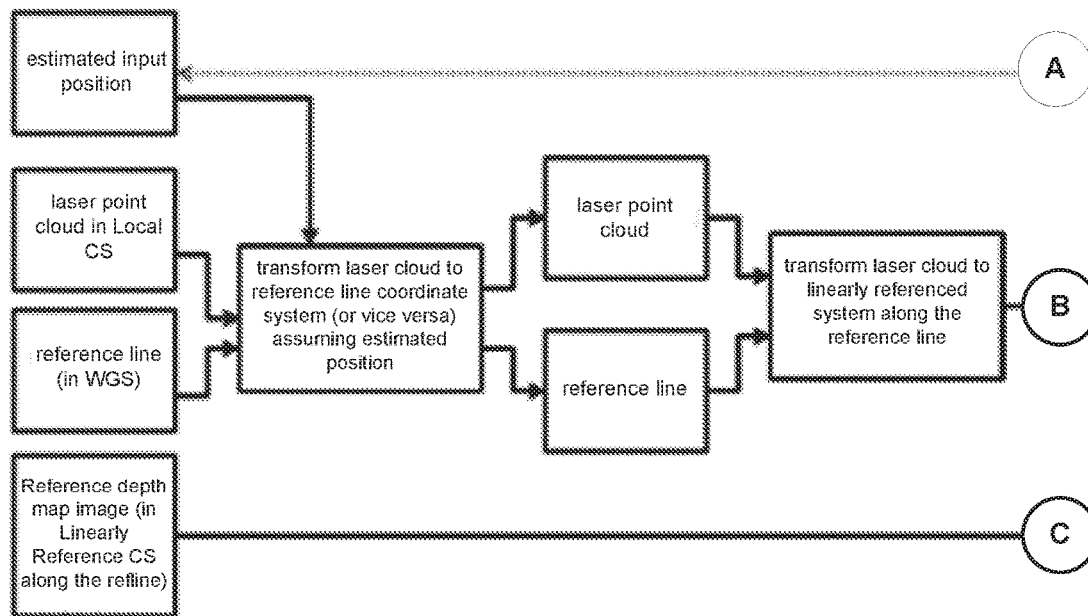 estimated input
position
A
laser point
cloud in Local
CS
laser point
cloud
transform laser cloud to
reference line coordinate
system (or vice versa)
assuming estimated
position
transform laser cloud to
linearly referenced
system along the
reference line
B
reference line
(in WGS)
reference line
Reference depth
map image (in
Linearly
Reference CS
along the refline)
C